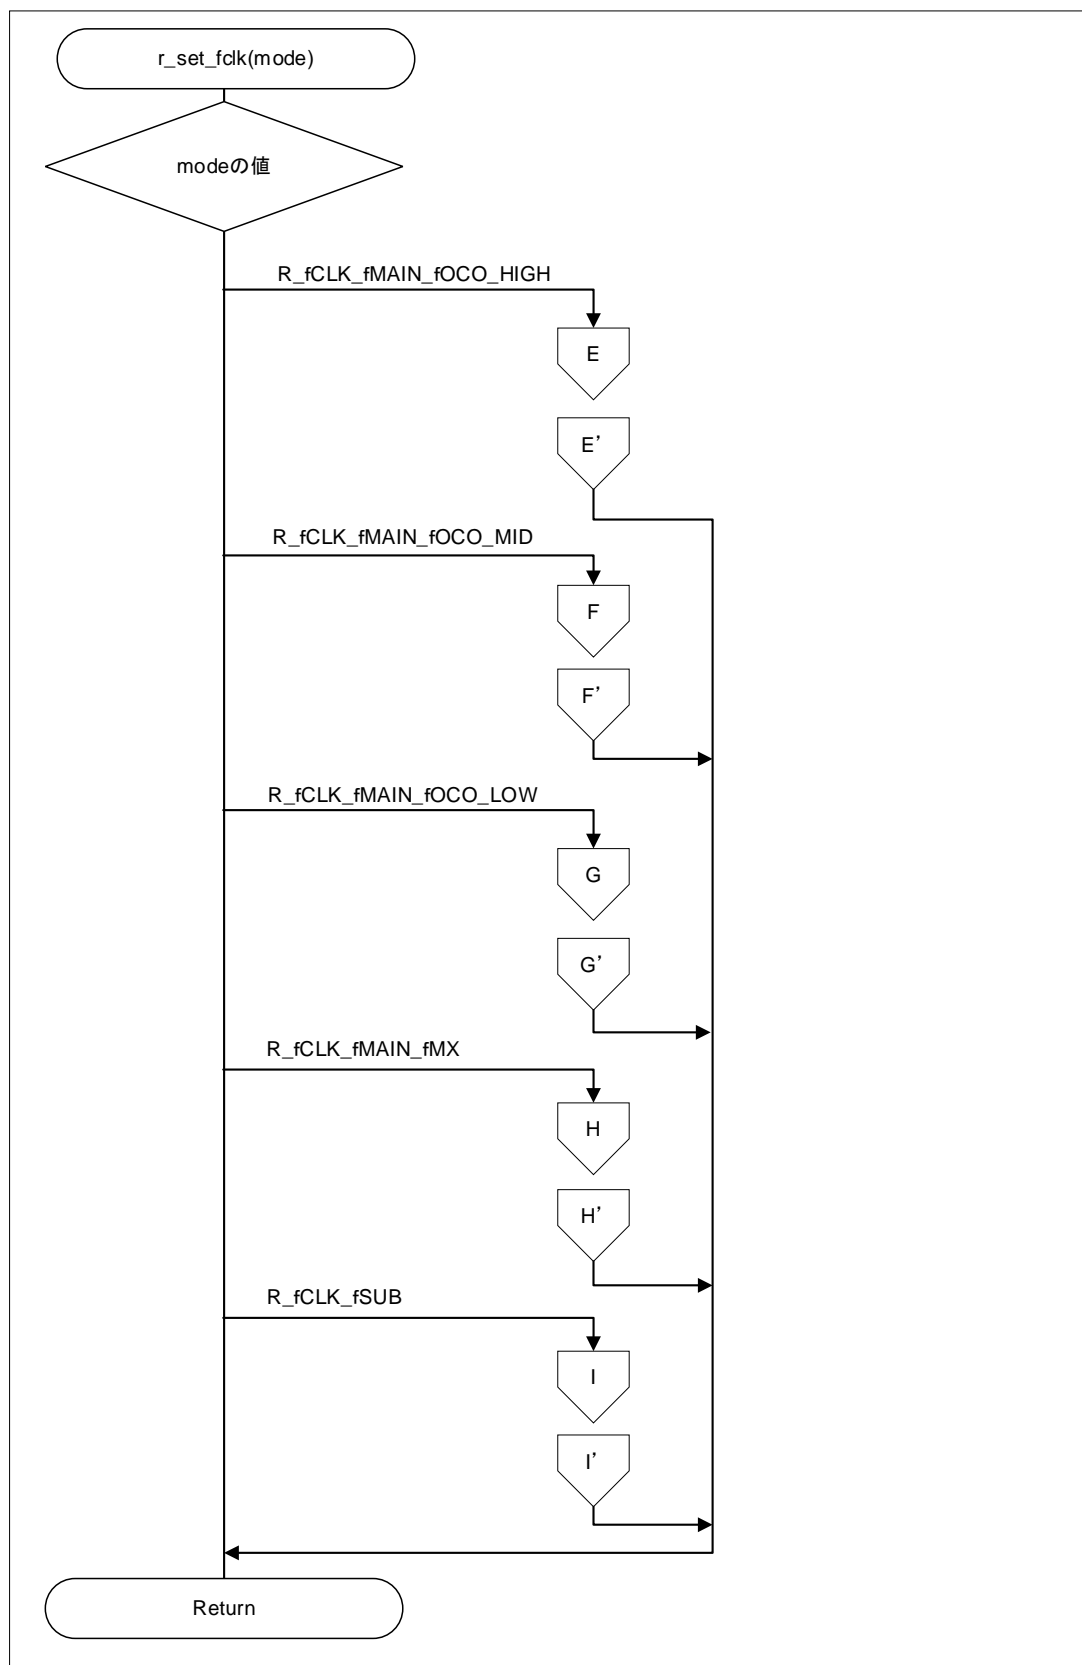 r_set_fclk(mode)
modeの値
R_fCLK_fMAIN_fOCO_HIGH
E
E’
R_fCLK_fMAIN_fOCO_MID
F
F’
R_fCLK_fMAIN_fOCO_LOW
G
G’
R_fCLK_fMAIN_fMX
H
H’
R_fCLK_fSUB
I
I’
Return